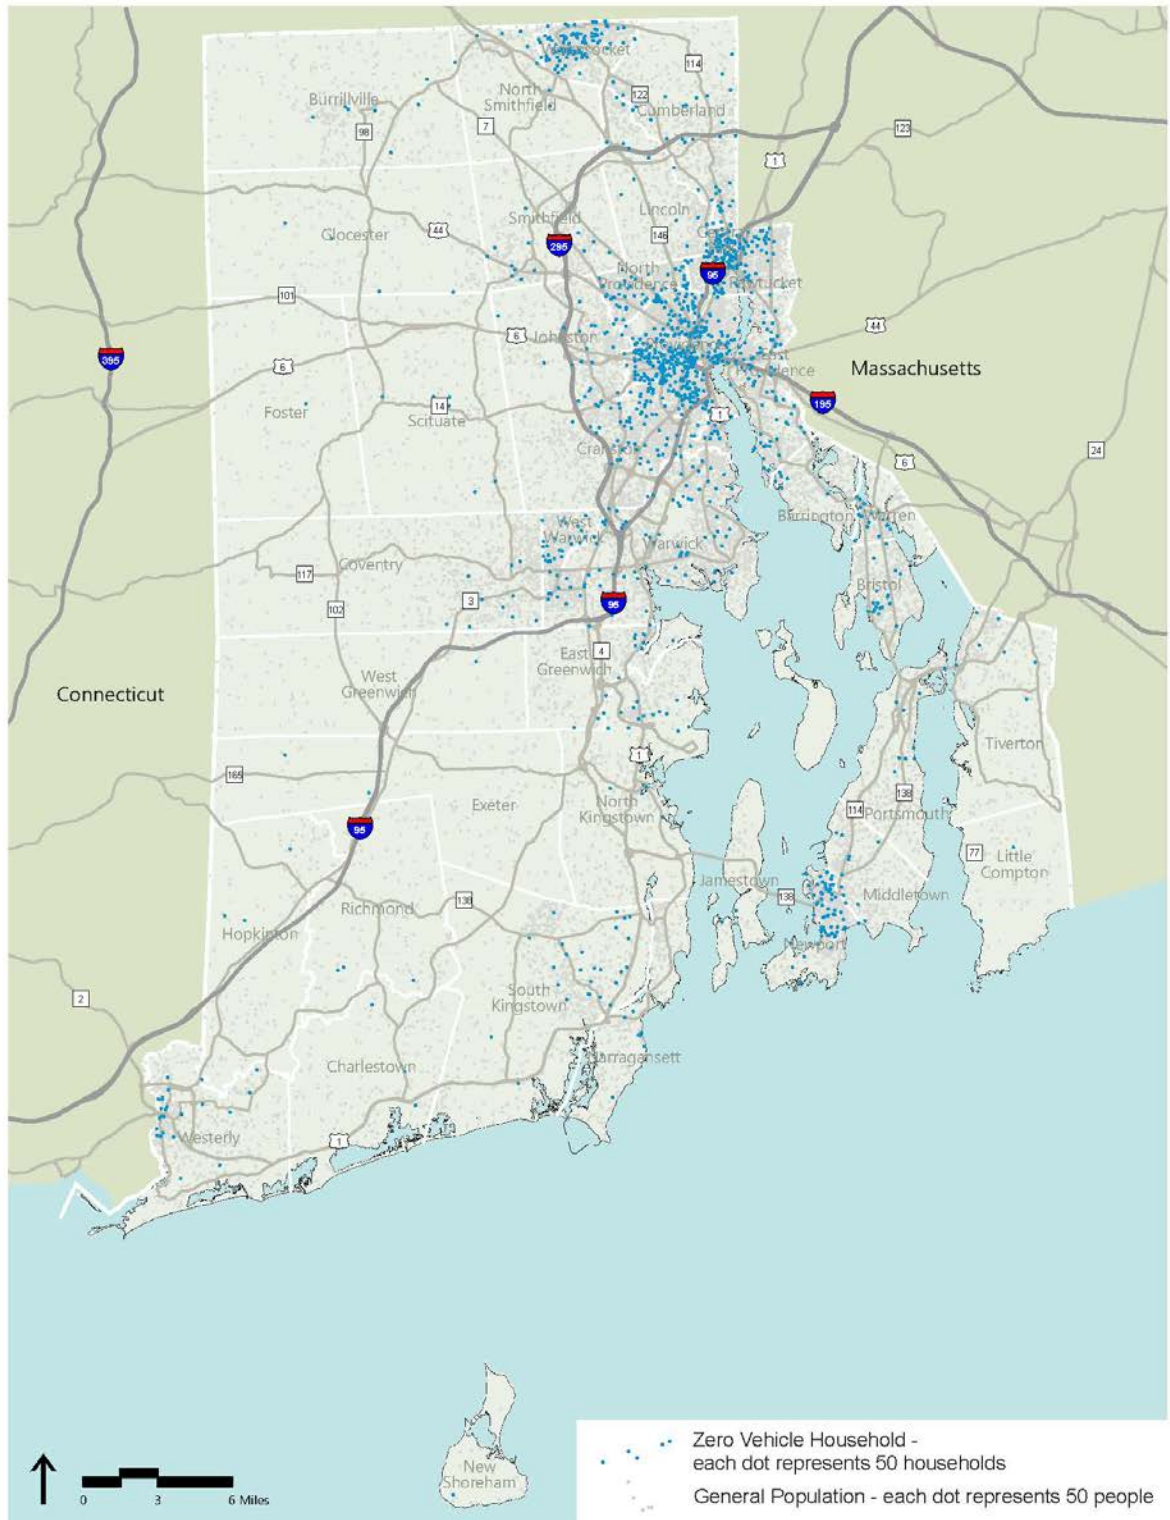 Woonsocket
114
122
Cumberland
North
Smithfield
Burrillville
98
7
123
1
Lincoln
Smithfield
44
146
Glocester
295
95
North
Providence
Pawtucket
101
6
Johnston
44
395
6
Providence
East
Providence
Massachusetts
195
14
Foster
Scituate
1
Cranston
24
6
West
Warwick
Barrington
Warren
Warwick
Coventry
117
Bristol
102
3
95
4
East
Greenwich
West
Greenwich
Connecticut
1
Tiverton
165
Exeter
North
Kingstown
138
114
Portsmouth
95
77
Little
Compton
Jamestown
138
Middletown
138
Richmond
Hopkinton
Newport
2
South
Kingstown
Narragansett
Charlestown
1
Westerly
New
Shoreham
0 3 6 Miles
Zero Vehicle Household -
each dot represents 50 households
General Population - each dot represents 50 people